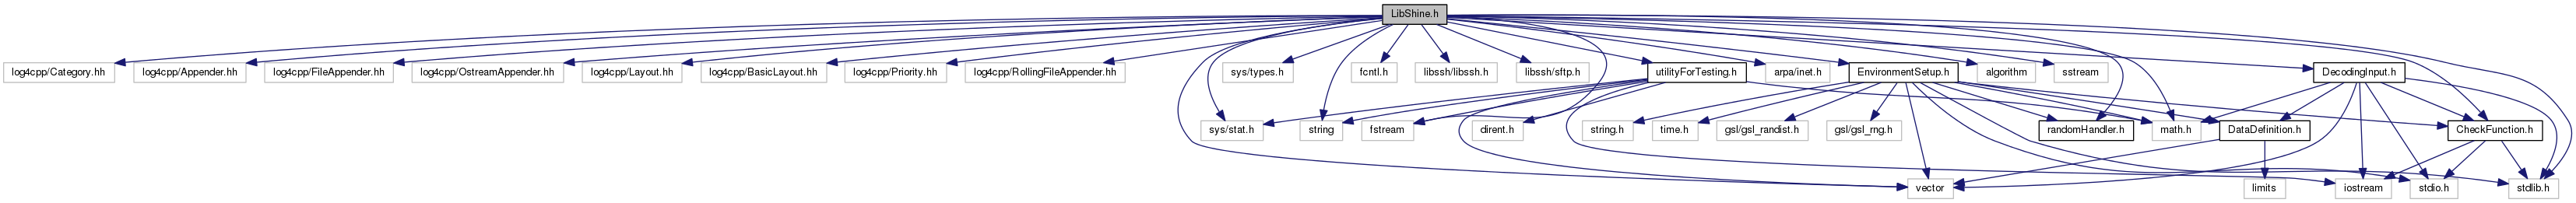 LibShine.h
log4cpp/Category.hh
log4cpp/Appender.hh
log4cpp/FileAppender.hh
log4cpp/OstreamAppender.hh
log4cpp/Layout.hh
log4cpp/BasicLayout.hh
log4cpp/Priority.hh
log4cpp/RollingFileAppender.hh
sys/types.h
fcntl.h
libssh/libssh.h
libssh/sftp.h
utilityForTesting.h
arpa/inet.h
EnvironmentSetup.h
algorithm
sstream
DecodingInput.h
sys/stat.h
string
fstream
dirent.h
string.h
time.h
gsl/gsl_randist.h
gsl/gsl_rng.h
randomHandler.h
math.h
DataDefinition.h
CheckFunction.h
vector
limits
iostream
stdio.h
stdlib.h